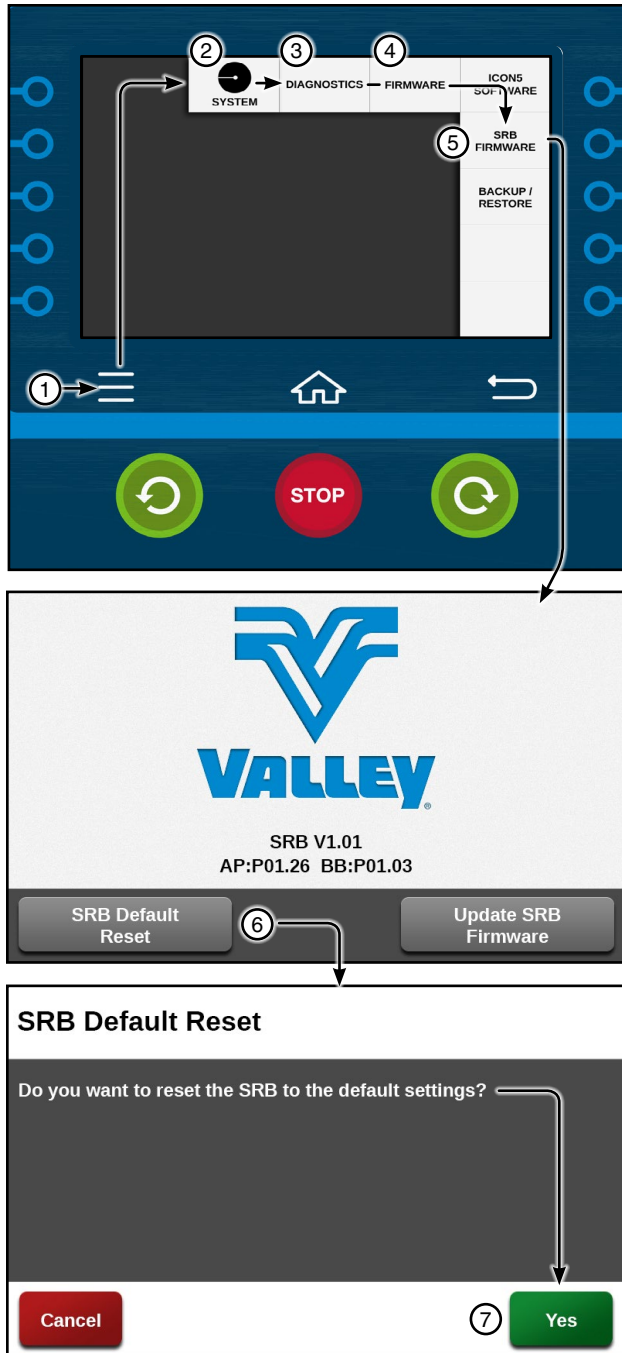 2
3
4
SYSTEM
DIAGNOSTICS
FIRMWARE
ICON5
SOFTWARE
5
SRB
FIRMWARE
BACKUP /
RESTORE
1
STOP
VALLEY®
SRB V1.01
AP:P01.26 BB:P01.03
SRB Default
Reset
6
Update SRB
Firmware
SRB Default Reset
Do you want to reset the SRB to the default settings?
Cancel
7
Yes